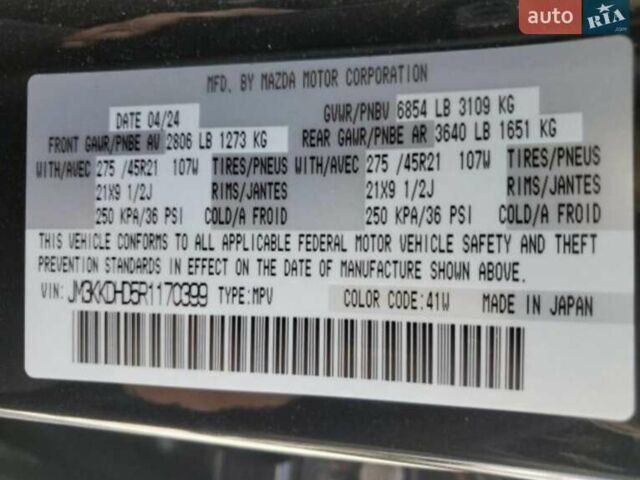 auto RIA .com
MFD. BY MAZDA MOTOR CORPORATION
DATE 04/24 GVWR/PNBV 6854 LB 3109 KG
FRONT GAWR/PNBE AV 2806 LB 1273 KG REAR GAWR/PNBE AR 3640 LB 1651 KG
WITH/AVEC 275 /45R21 107W TIRES/PNEUS WITH/AVEC 275 /45R21 107W TIRES/PNEUS
21X9 1/2J RIMS/JANTES 21X9 1/2J RIMS/JANTES
250 KPA/36 PSI COLD/A FROID 250 KPA/36 PSI COLD/A FROID
THIS VEHICLE CONFORMS TO ALL APPLICABLE FEDERAL MOTOR VEHICLE SAFETY AND THEFT
PREVENTION STANDARDS IN EFFECT ON THE DATE OF MANUFACTURE SHOWN ABOVE.
VIN: JM3KKDHD5R1170399 TYPE:MPV COLOR CODE:41W MADE IN JAPAN